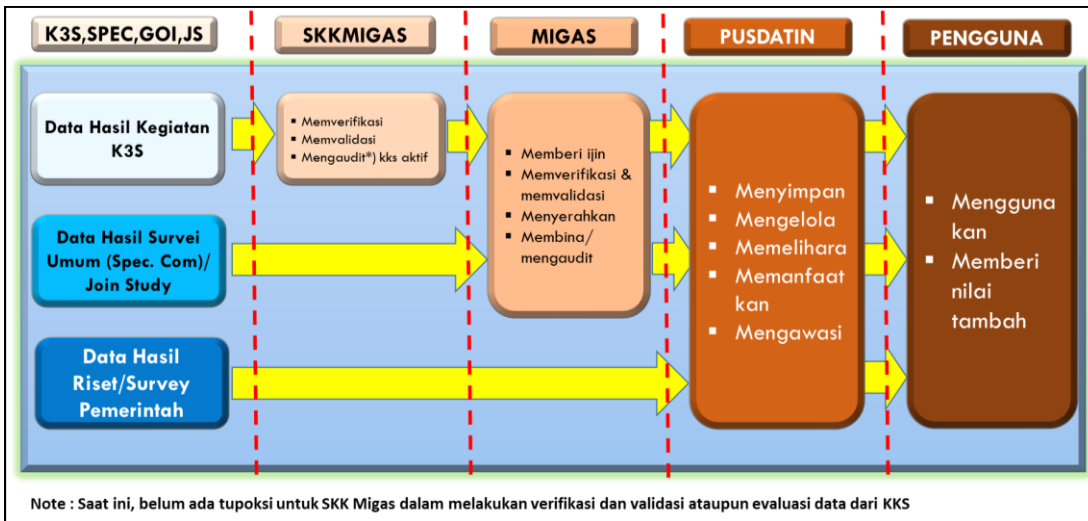 K3S,SPEC,GOI,JS
SKKMIGAS
MIGAS
PUSDATIN
PENGGUNA
Data Hasil Kegiatan
K3S
▪ Memverifikasi
▪ Memvalidasi
▪ Mengaudit*) kks aktif
▪ Memberi ijin
▪ Memverifikasi &
memvalidasi
▪ Menyerahkan
▪ Membina/
mengaudit
▪ Menyimpan
▪ Mengelola
▪ Memelihara
▪ Memanfaat
kan
▪ Mengawasi
▪ Mengguna
kan
▪ Memberi
nilai
tambah
Data Hasil Survei
Umum (Spec. Com)/
Join Study
Data Hasil
Riset/Survey
Pemerintah
Note : Saat ini, belum ada tupoksi untuk SKK Migas dalam melakukan verifikasi dan validasi ataupun evaluasi data dari KKS